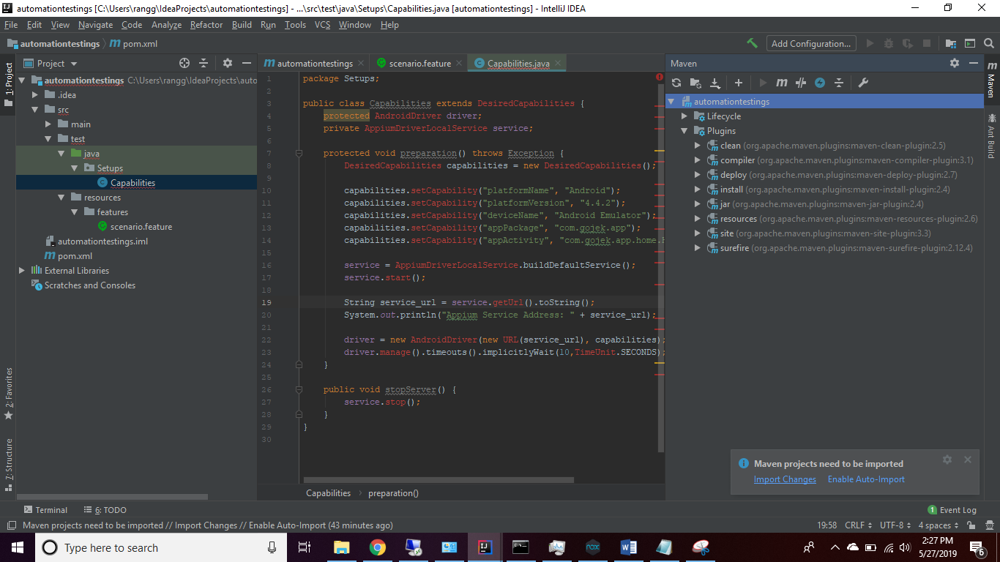 automationtestings [C:\Users\rangg\IdeaProjects\automationtestings] - ...\src\test\java\Setups\Capabilities.java [automationtestings] - IntelliJ IDEA
File Edit View Navigate Code Analyze Refactor Build Run Tools VCS Window Help
automationtestings pom.xml
Add Configuration...
1: Project
2: Favorites
7: Structure
Project
automationtestings C:\Users\rangg\IdeaProjects\auto
.idea
src
main
test
java
Setups
Capabilities
resources
features
scenario.feature
automationtestings.iml
pom.xml
External Libraries
Scratches and Consoles
automationtestings scenario.feature Capabilities.java
1 package Setups;
2
3 public class Capabilities extends DesiredCapabilities {
4 protected AndroidDriver driver;
5 private AppiumDriverLocalService service;
6
7 protected void preparation() throws Exception {
8 DesiredCapabilities capabilities = new DesiredCapabilities();
9
10 capabilities.setCapability("platformName", "Android");
11 capabilities.setCapability("platformVersion", "4.4.2");
12 capabilities.setCapability("deviceName", "Android Emulator");
13 capabilities.setCapability("appPackage", "com.gojek.app");
14 capabilities.setCapability("appActivity", "com.gojek.app.home.
15
16 service = AppiumDriverLocalService.buildDefaultService();
17 service.start();
18
19 String service_url = service.getUrl().toString();
20 System.out.println("Appium Service Address: " + service_url);
21
22 driver = new AndroidDriver(new URL(service_url), capabilities);
23 driver.manage().timeouts().implicitlyWait(10,TimeUnit.SECONDS);
24 }
25
26 public void stopServer() {
27 service.stop();
28 }
29 }
30
Capabilities preparation()
Maven
automationtestings
Lifecycle
Plugins
clean (org.apache.maven.plugins:maven-clean-plugin:2.5)
compiler (org.apache.maven.plugins:maven-compiler-plugin:3.1)
deploy (org.apache.maven.plugins:maven-deploy-plugin:2.7)
install (org.apache.maven.plugins:maven-install-plugin:2.4)
jar (org.apache.maven.plugins:maven-jar-plugin:2.4)
resources (org.apache.maven.plugins:maven-resources-plugin:2.6)
site (org.apache.maven.plugins:maven-site-plugin:3.3)
surefire (org.apache.maven.plugins:maven-surefire-plugin:2.12.4)
Maven
Ant Build
Maven projects need to be imported
Import Changes Enable Auto-Import
Terminal 6: TODO
1 Event Log
Maven projects need to be imported // Import Changes // Enable Auto-Import (43 minutes ago)
19:58 CRLF UTF-8 4 spaces
Type here to search
nox
2:27 PM
5/27/2019
6